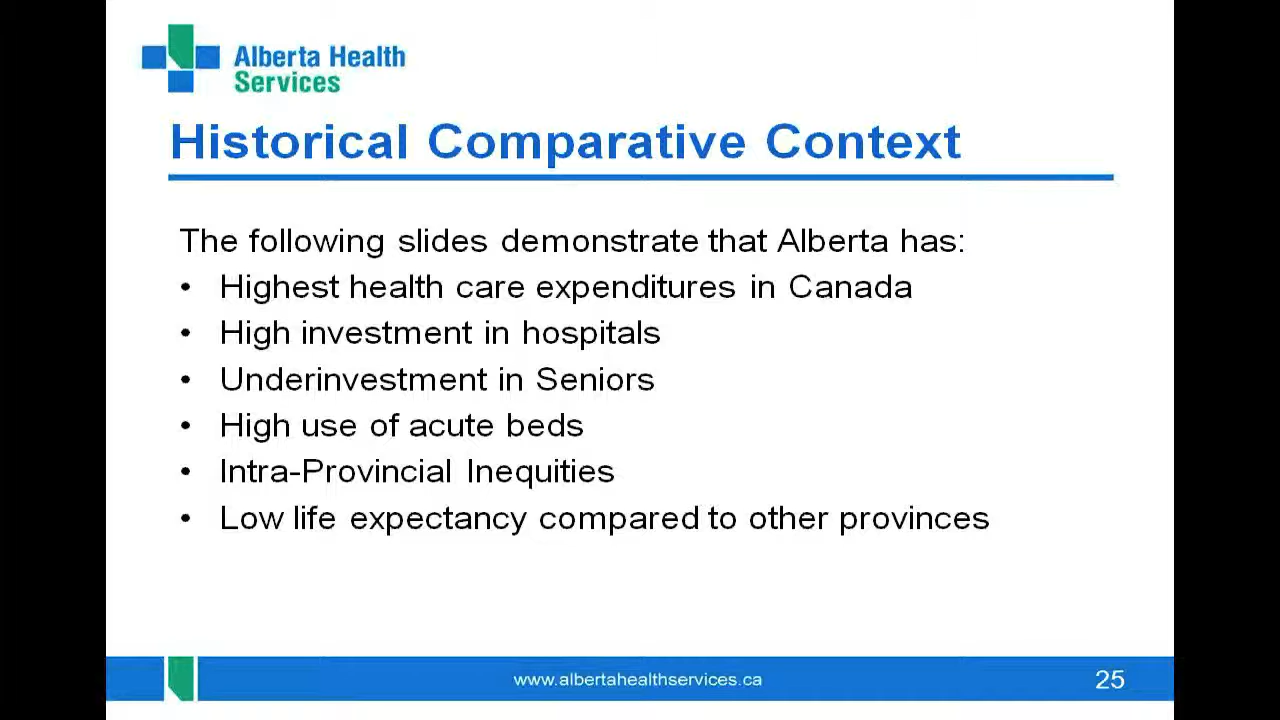 Alberta Health
Services
Historical Comparative Context
The following slides demonstrate that Alberta has:
• Highest health care expenditures in Canada
• High investment in hospitals
• Underinvestment in Seniors
• High use of acute beds
• Intra-Provincial Inequities
• Low life expectancy compared to other provinces
www.albertahealthservices.ca
25